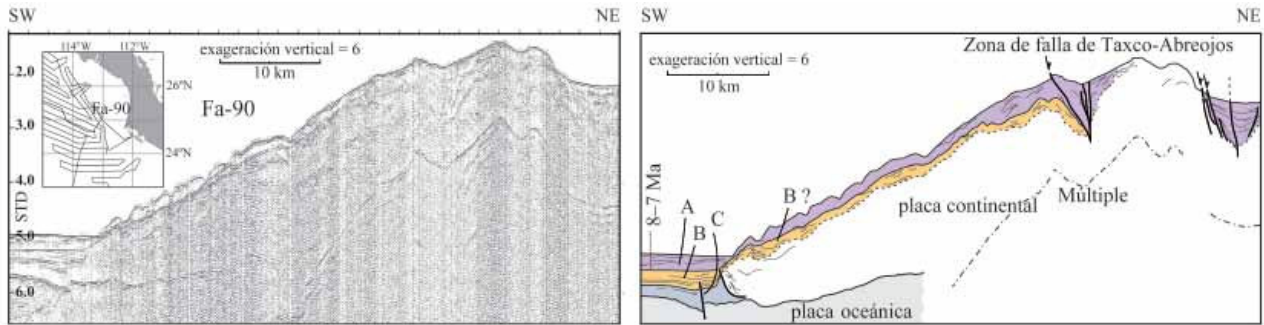 SW
NE
114°W 112°W
26°N
24°N
Fa-90
exageración vertical = 6
10 km
Fa-90
2.0
3.0
4.0
5.0
6.0
STD
SW
NE
exageración vertical = 6
10 km
Zona de falla de Taxco-Abreojos
8–7 Ma
A
B
C
B ?
placa continental
Múltiple
placa oceánica